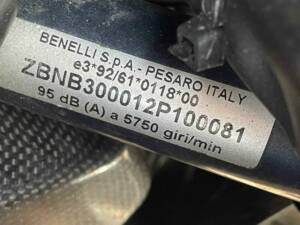 BENELLI S.p.A. - PESARO ITALY
e3*92/61*0118*00
ZBNB300012P100081
95 dB (A) a 5750 giri/min